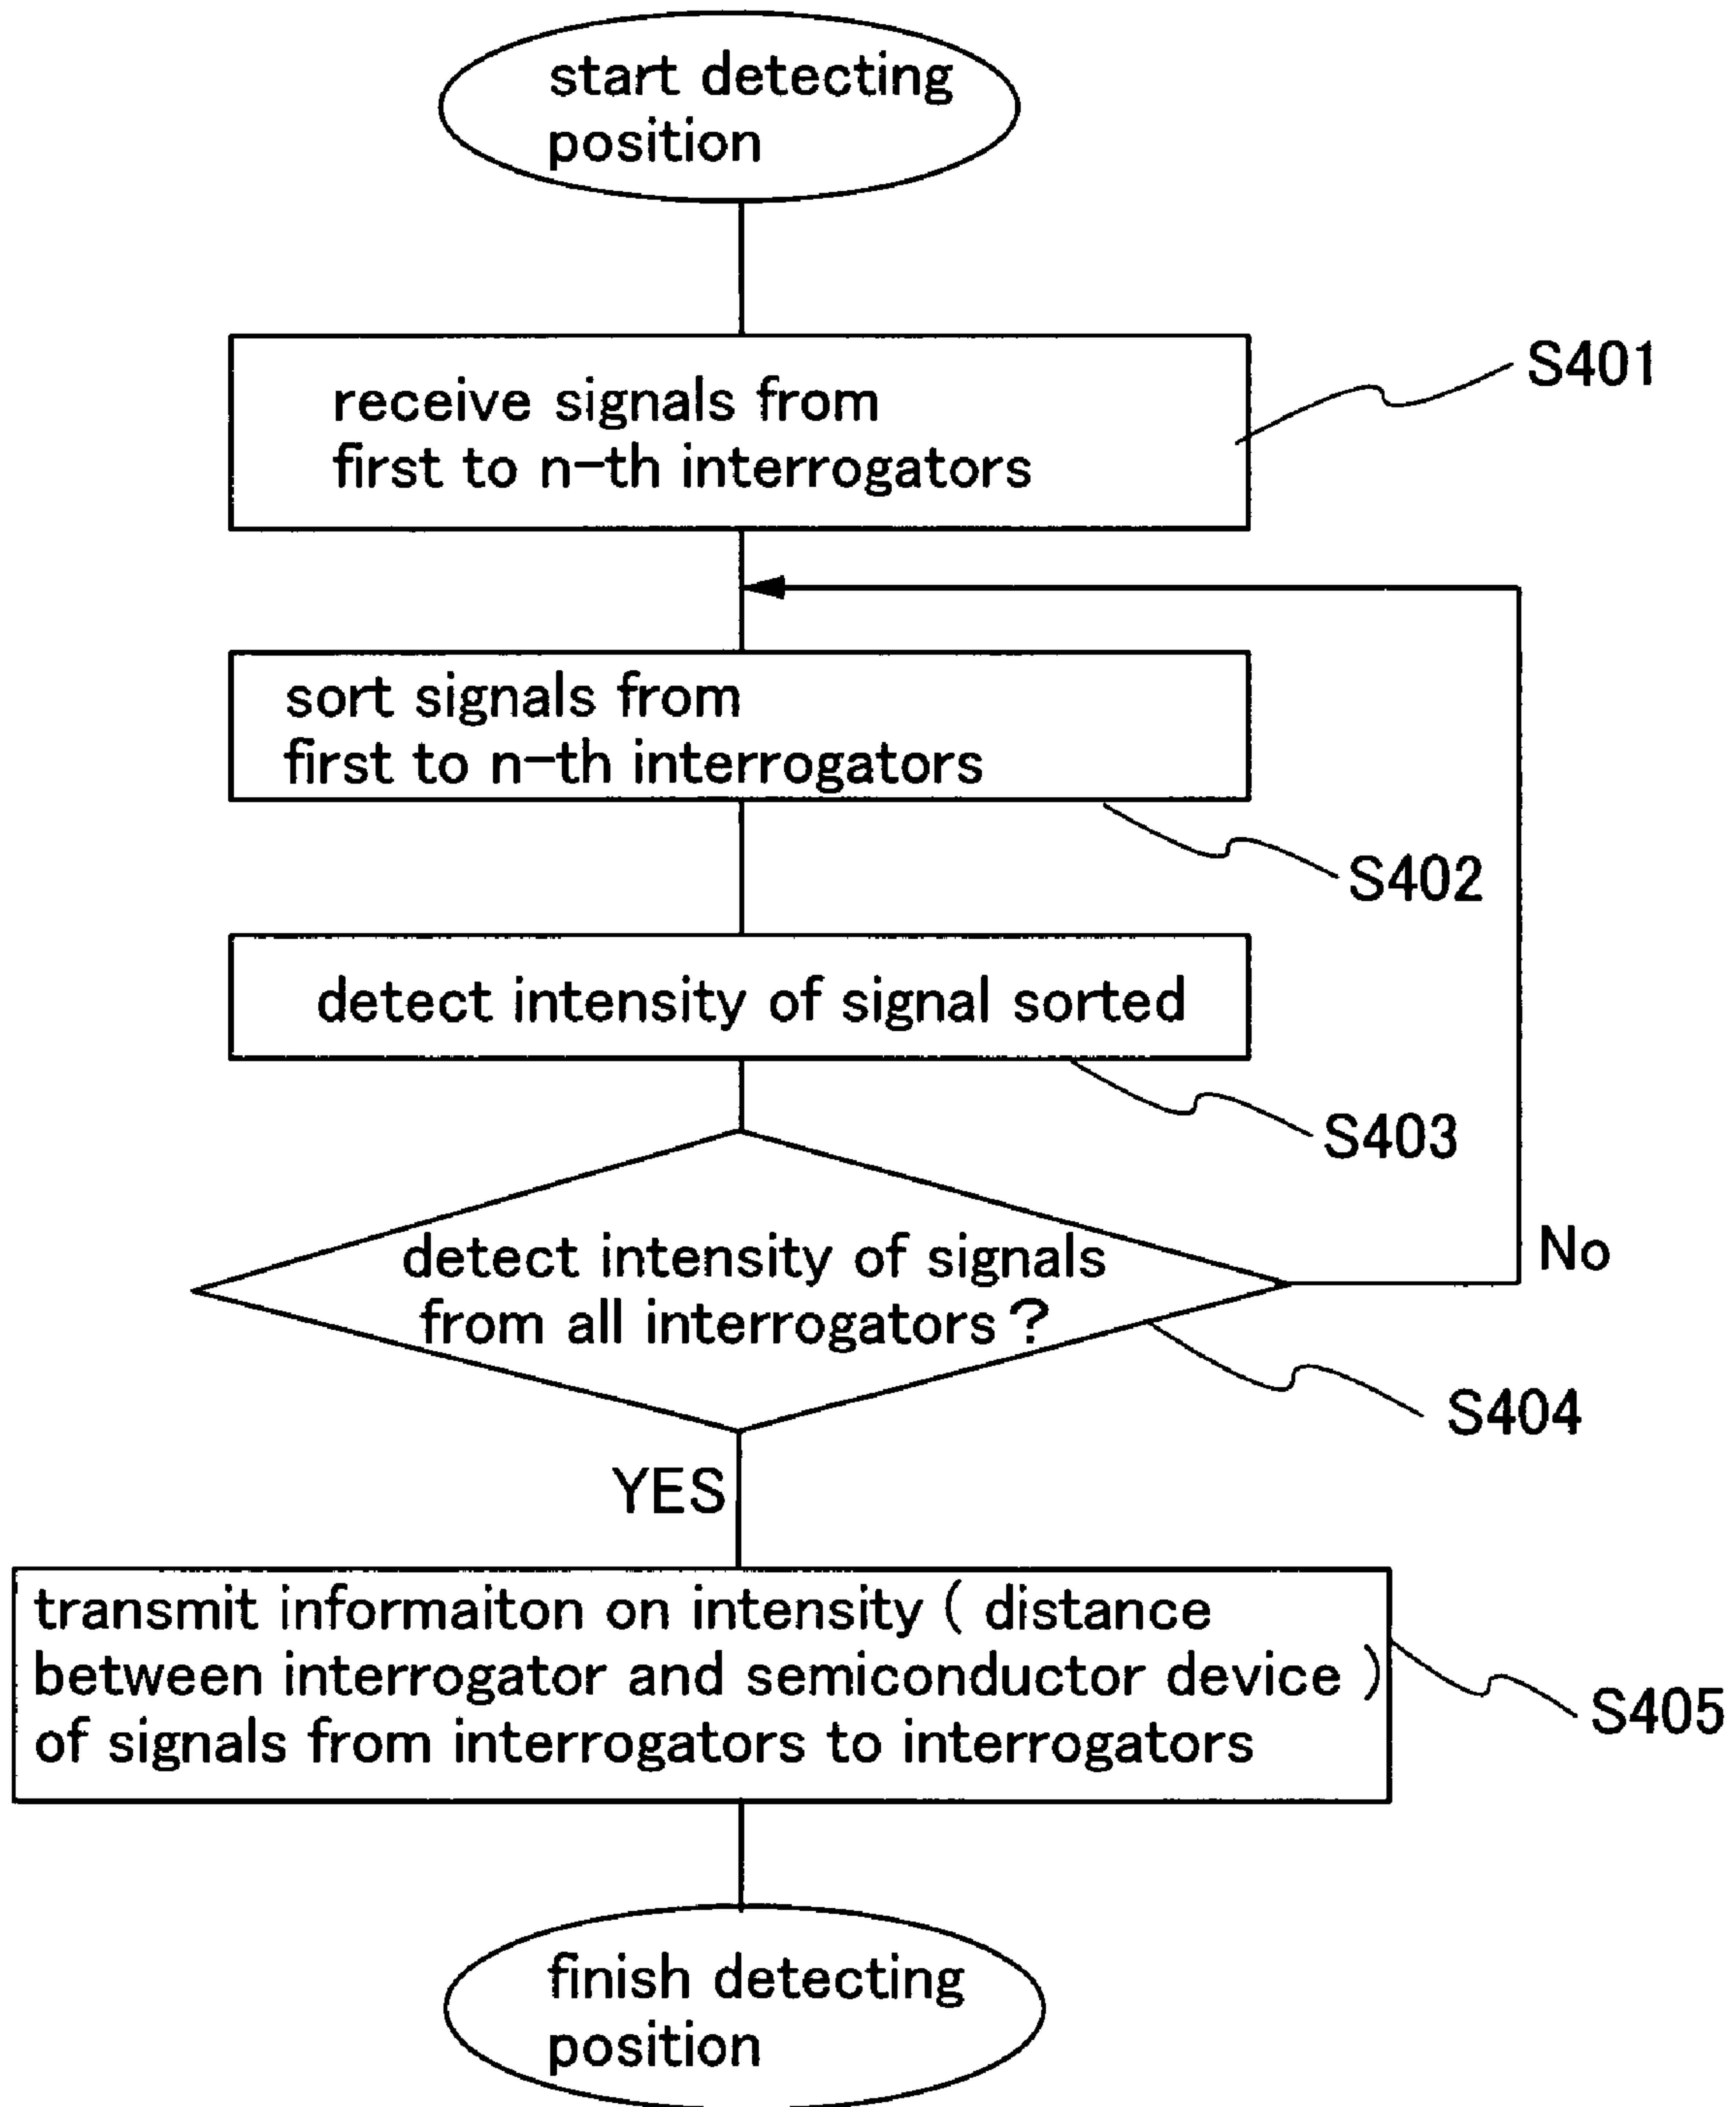 start detecting
position
receive signals from
first to n-th interrogators
S401
sort signals from
first to n-th interrogators
S402
detect intensity of signal sorted
S403
detect intensity of signals
from all interrogators?
No
S404
YES
transmit informaiton on intensity ( distance
between interrogator and semiconductor device )
of signals from interrogators to interrogators
S405
finish detecting
position